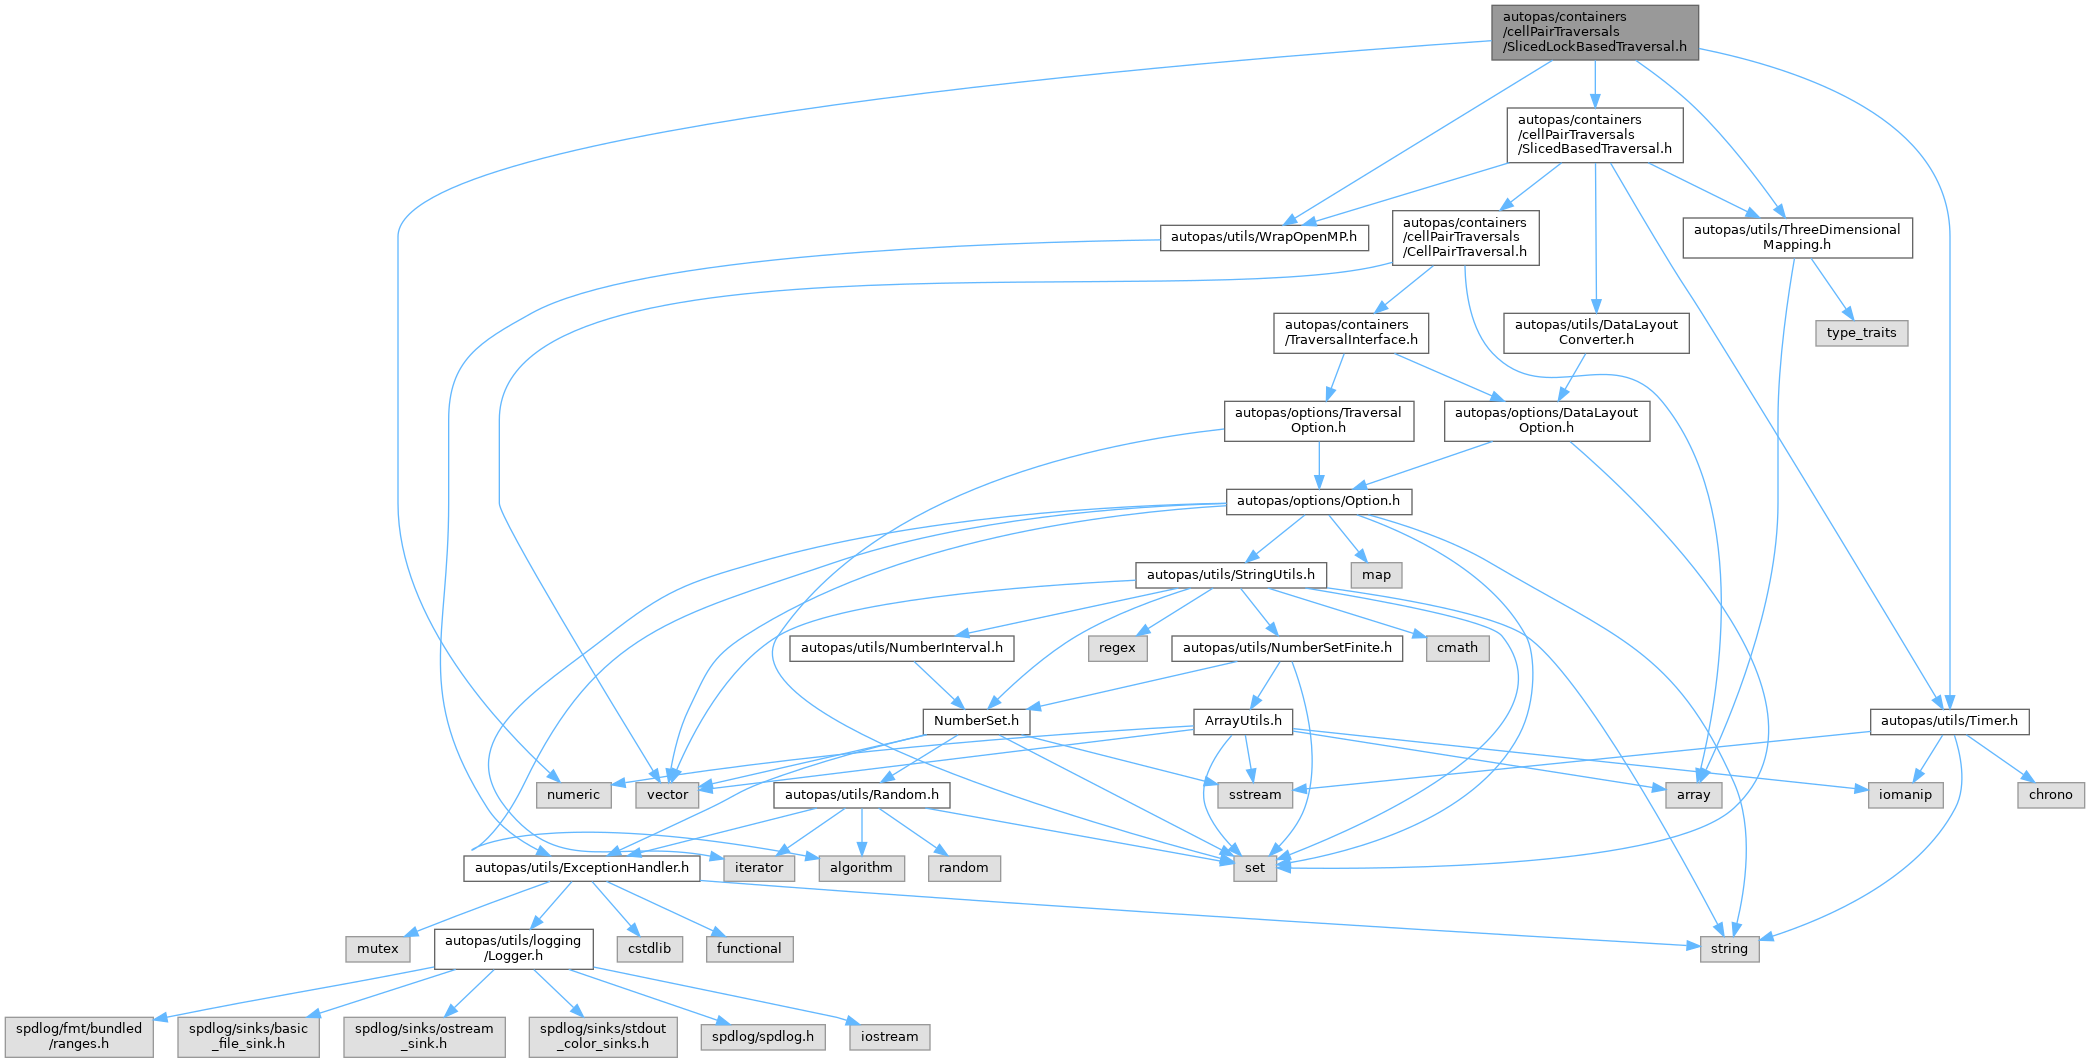 autopas/containers
/cellPairTraversals
/SlicedLockBasedTraversal.h
autopas/containers
/cellPairTraversals
/SlicedBasedTraversal.h
autopas/utils/WrapOpenMP.h
autopas/containers
/cellPairTraversals
/CellPairTraversal.h
autopas/utils/ThreeDimensional
Mapping.h
autopas/containers
/TraversalInterface.h
autopas/utils/DataLayout
Converter.h
type_traits
autopas/options/Traversal
Option.h
autopas/options/DataLayout
Option.h
autopas/options/Option.h
autopas/utils/StringUtils.h
map
autopas/utils/NumberInterval.h
regex
autopas/utils/NumberSetFinite.h
cmath
NumberSet.h
ArrayUtils.h
autopas/utils/Timer.h
numeric
vector
autopas/utils/Random.h
sstream
array
iomanip
chrono
autopas/utils/ExceptionHandler.h
iterator
algorithm
random
set
mutex
autopas/utils/logging
/Logger.h
cstdlib
functional
string
spdlog/fmt/bundled
/ranges.h
spdlog/sinks/basic
_file_sink.h
spdlog/sinks/ostream
_sink.h
spdlog/sinks/stdout
_color_sinks.h
spdlog/spdlog.h
iostream